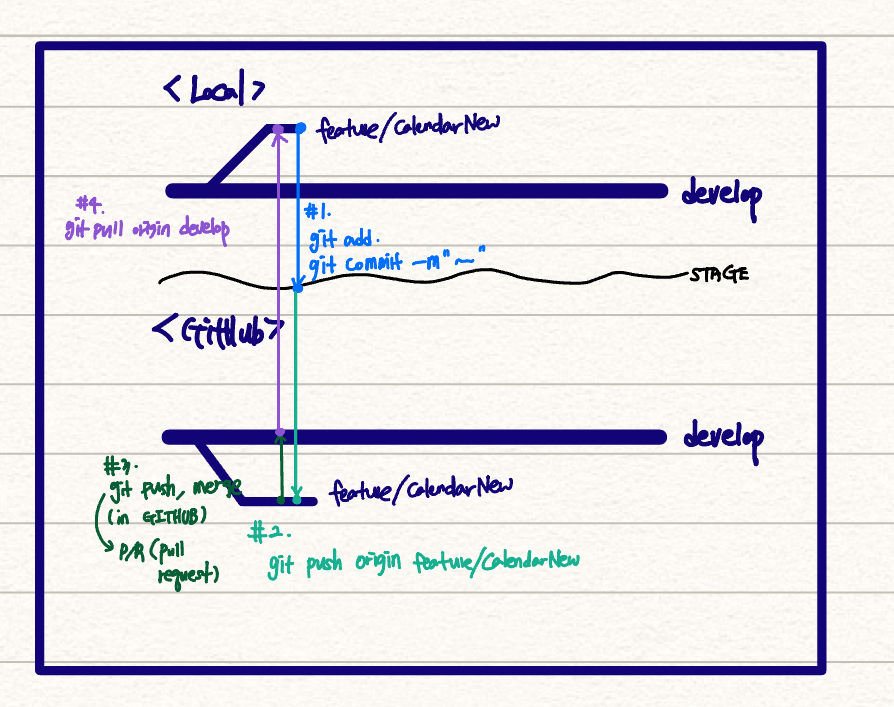 <Local>
feature/CalendarNew
develop
#4.
git pull origin develop
#1.
git add.
git commit -m"~"
STAGE
<GitHub>
develop
#3.
git push, merge
(in GITHUB)
P/R (pull
request)
feature/CalendarNew
#2.
git push origin feature/CalendarNew